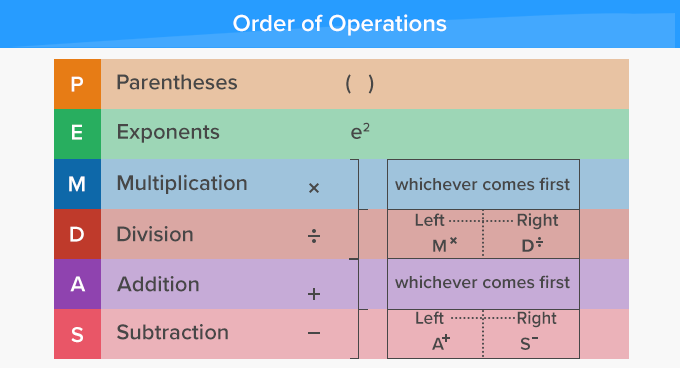 Order of Operations
P Parentheses ( )
E Exponents e²
M Multiplication × whichever comes first
Left Right
D Division ÷ M× D÷
A Addition + whichever comes first
Left Right
S Subtraction − A+ S−